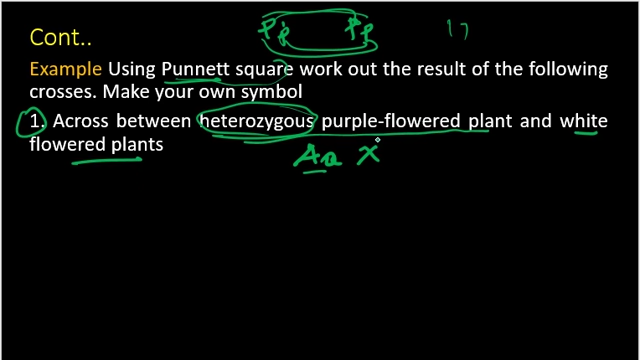 Cont..
Example Using Punnett square work out the result of the following
crosses. Make your own symbol
1. Across between heterozygous purple-flowered plant and white
flowered plants
Aa X